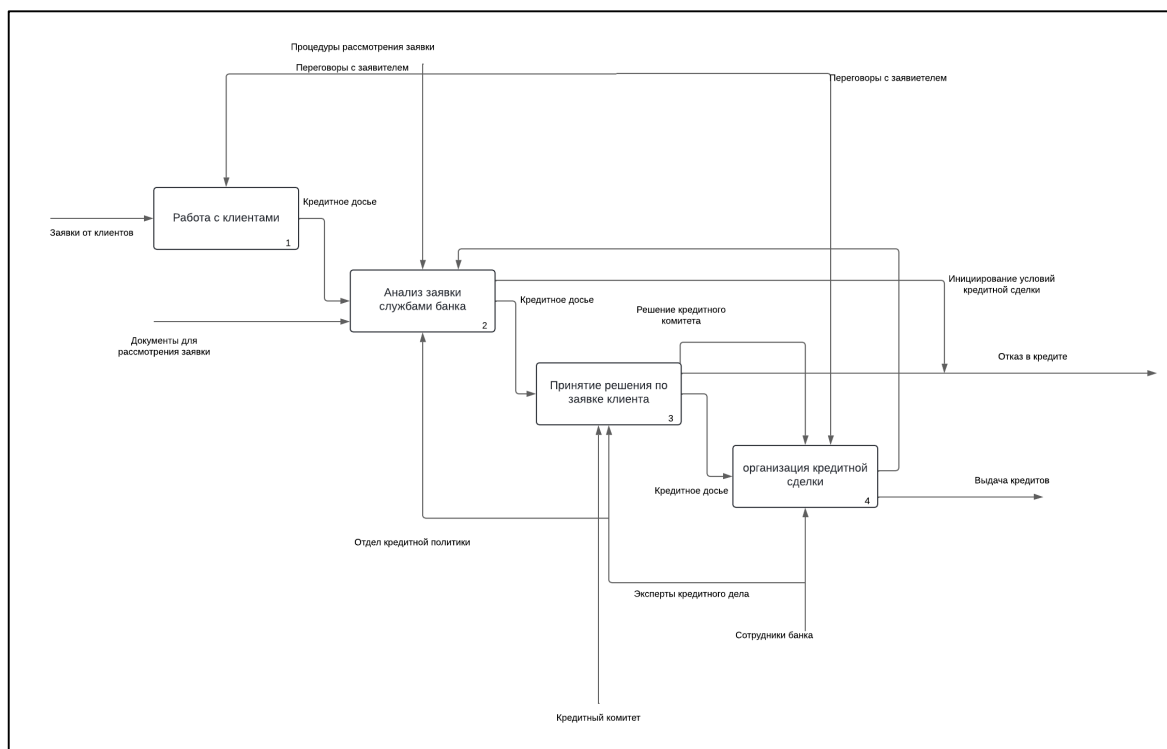 Процедуры рассмотрения заявки
Переговоры с заявителем
Переговоры с заявиетелем
Работа с клиентами
1
Кредитное досье
Заявки от клиентов
Анализ заявки
службами банка
2
Инициирование условий
кредитной сделки
Кредитное досье
Решение кредитного
комитета
Документы для
рассмотрения заявки
Отказ в кредите
Принятие решения по
заявке клиента
3
организация кредитной
сделки
4
Кредитное досье
Выдача кредитов
Отдел кредитной политики
Эксперты кредитного дела
Сотрудники банка
Кредитный комитет